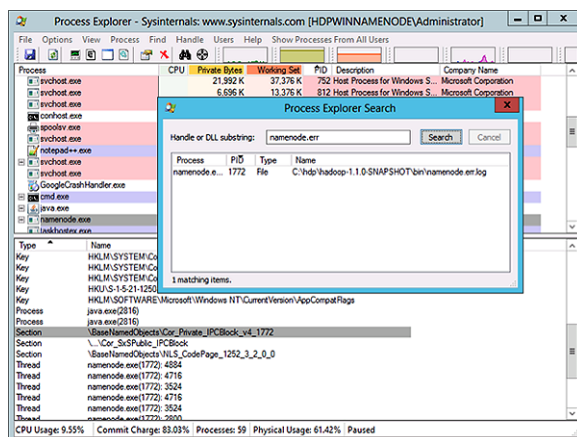 Process Explorer - Sysinternals: www.sysinternals.com [HDPWINNAMENODE\Administrator]
File Options View Process Find Handle Users Help Show Processes From All Users
Process CPU Private Bytes Working Set PID Description Company Name
svchost.exe 21,992 K 37,376 K 752 Host Process for Windows S... Microsoft Corporation
svchost.exe 6,696 K 13,376 K 812 Host Process for Windows S... Microsoft Corporation
svchost.exe
conhost.exe
spoolsv.exe
svchost.exe
notepad++.exe
svchost.exe
svchost.exe
GoogleCrashHandler.exe
cmd.exe
java.exe
namenode.exe
taskhostex.exe
Process Explorer Search
Handle or DLL substring: namenode.err Search Cancel
Process PID Type Name
namenode.e... 1772 File C:\hdp\hadoop-1.1.0-SNAPSHOT\bin\namenode.err.log
1 matching items.
Type Name
Key HKLM\SYSTEM\Co
Key HKLM\SYSTEM\Co
Key HKLM\SYSTEM\Co
Key HKU\S-1-5-21-1250
Key HKLM\SOFTWARE\Microsoft\Windows NT\CurrentVersion\AppCompatFlags
Process java.exe(2816)
Process java.exe(2816)
Section \BaseNamedObjects\Cor_Private_IPCBlock_v4_1772
Section \...\Cor_SxSPublic_IPCBlock
Section \BaseNamedObjects\NLS_CodePage_1252_3_2_0_0
Thread namenode.exe(1772): 4884
Thread namenode.exe(1772): 4716
Thread namenode.exe(1772): 3524
Thread namenode.exe(1772): 4716
Thread namenode.exe(1772): 3524
Thread namenode.exe(1772): 2800
CPU Usage: 9.55% Commit Charge: 83.03% Processes: 59 Physical Usage: 61.42% Paused